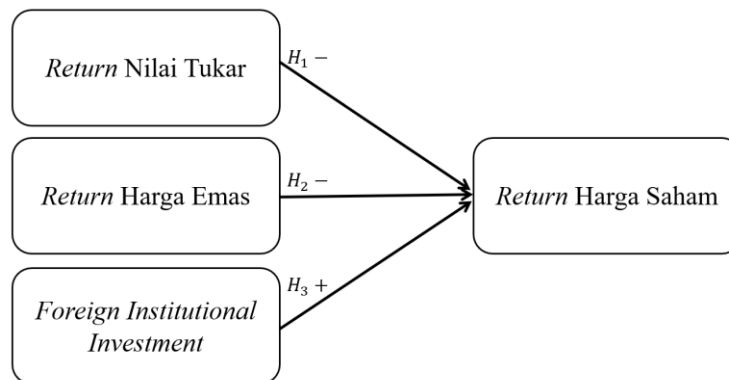 Return Nilai Tukar
H₁ −
Return Harga Emas
H₂ −
Return Harga Saham
Foreign Institutional
Investment
H₃ +